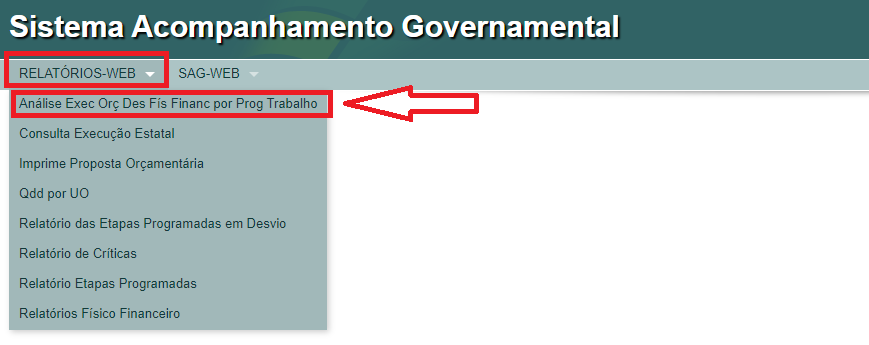 Sistema Acompanhamento Governamental
RELATÓRIOS-WEB SAG-WEB
Análise Exec Orç Des Fís Financ por Prog Trabalho
Consulta Execução Estatal
Imprime Proposta Orçamentária
Qdd por UO
Relatório das Etapas Programadas em Desvio
Relatório de Críticas
Relatório Etapas Programadas
Relatórios Físico Financeiro